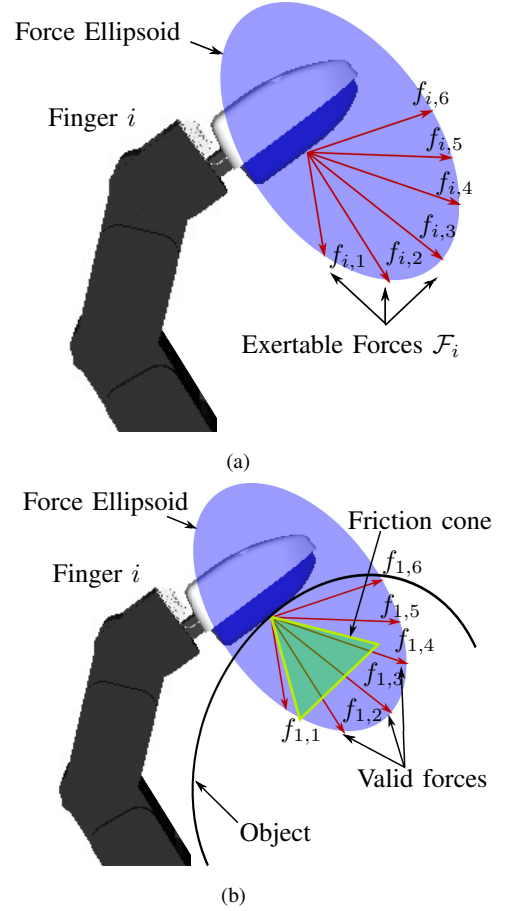 Force Ellipsoid
Finger i
f_{i,6}
f_{i,5}
f_{i,4}
f_{i,3}
f_{i,2}
f_{i,1}
Exertable Forces \mathcal{F}_i
(a)
Force Ellipsoid
Friction cone
Finger i
f_{1,6}
f_{1,5}
f_{1,4}
f_{1,3}
f_{1,2}
f_{1,1}
Valid forces
Object
(b)